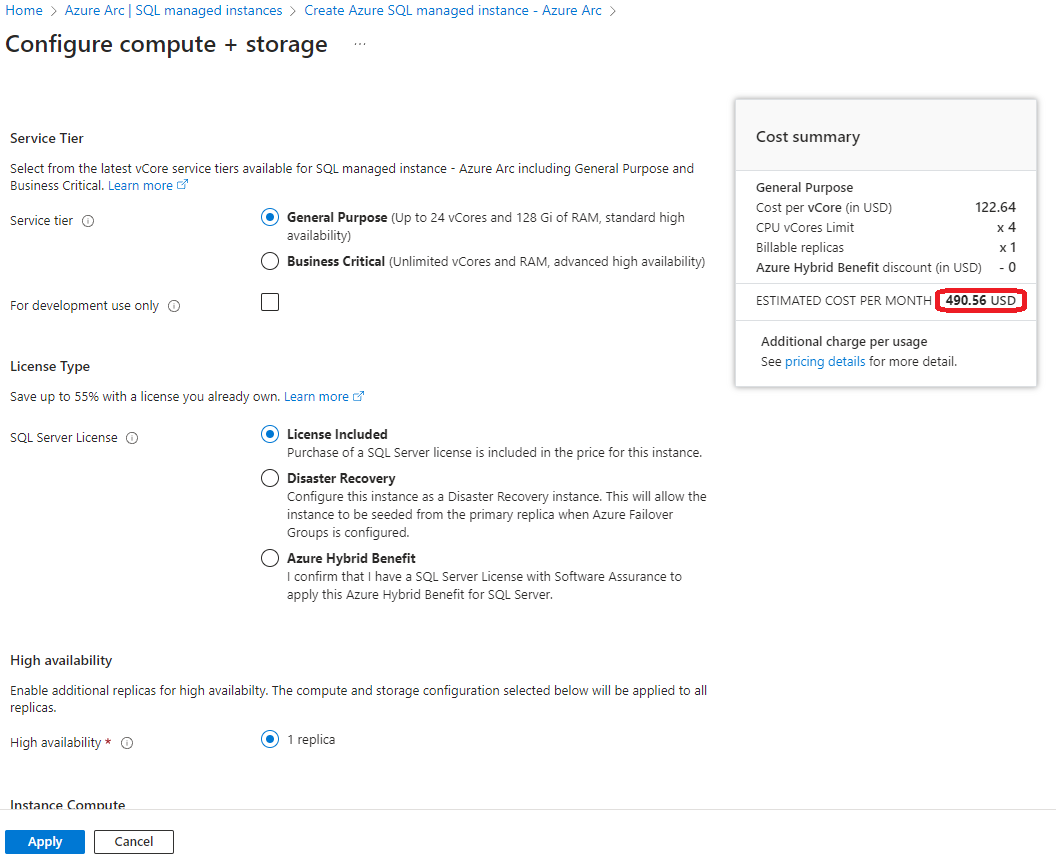 Home > Azure Arc | SQL managed instances > Create Azure SQL managed instance - Azure Arc >
Configure compute + storage ...
Service Tier
Select from the latest vCore service tiers available for SQL managed instance - Azure Arc including General Purpose and
Business Critical. Learn more
Service tier
General Purpose (Up to 24 vCores and 128 Gi of RAM, standard high
availability)
Business Critical (Unlimited vCores and RAM, advanced high availability)
For development use only
License Type
Save up to 55% with a license you already own. Learn more
SQL Server License
License Included
Purchase of a SQL Server license is included in the price for this instance.
Disaster Recovery
Configure this instance as a Disaster Recovery instance. This will allow the
instance to be seeded from the primary replica when Azure Failover
Groups is configured.
Azure Hybrid Benefit
I confirm that I have a SQL Server License with Software Assurance to
apply this Azure Hybrid Benefit for SQL Server.
High availability
Enable additional replicas for high availabilty. The compute and storage configuration selected below will be applied to all
replicas.
High availability *
1 replica
Instance Compute
Apply Cancel
Cost summary
General Purpose
Cost per vCore (in USD) 122.64
CPU vCores Limit x 4
Billable replicas x 1
Azure Hybrid Benefit discount (in USD) - 0
ESTIMATED COST PER MONTH 490.56 USD
Additional charge per usage
See pricing details for more detail.